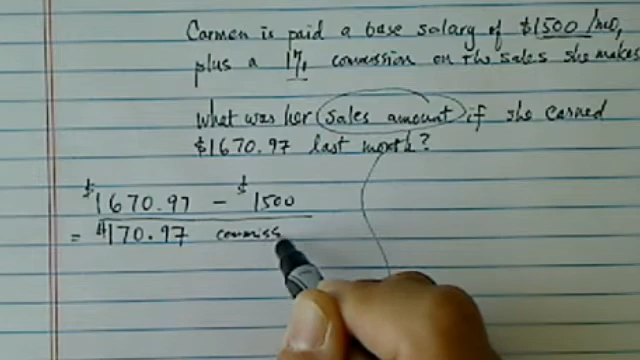 Carmen is paid a base salary of $1500/mo,
plus a 1% commission on the sales she makes
What was her sales amount if she earned
$1670.97 last month?
$1670.97 - $1500
= $170.97 commiss